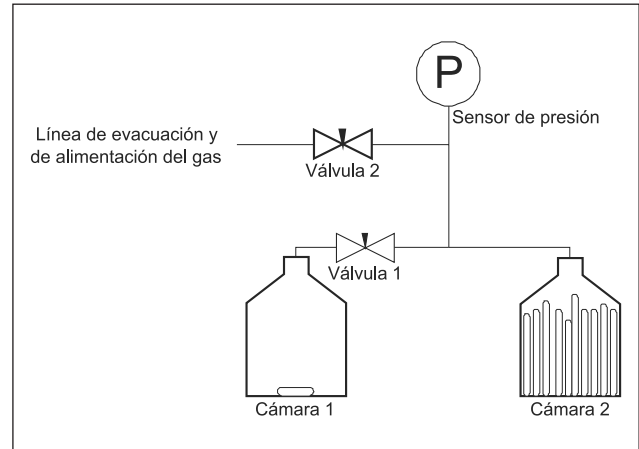 P
Sensor de presión
Línea de evacuación y
de alimentación del gas
Válvula 2
Válvula 1
Cámara 1
Cámara 2